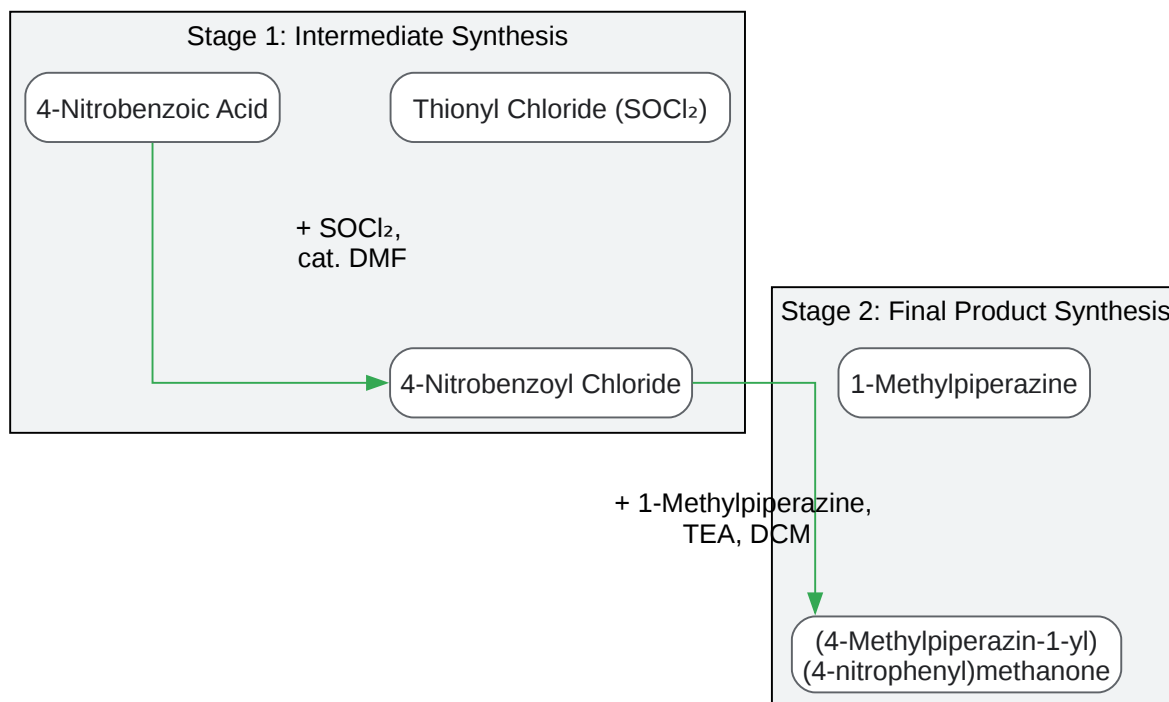 Stage 1: Intermediate Synthesis
4-Nitrobenzoic Acid
Thionyl Chloride (SOCl₂)
+ SOCl₂,
cat. DMF
4-Nitrobenzoyl Chloride
Stage 2: Final Product Synthesis
1-Methylpiperazine
+ 1-Methylpiperazine,
TEA, DCM
(4-Methylpiperazin-1-yl)
(4-nitrophenyl)methanone